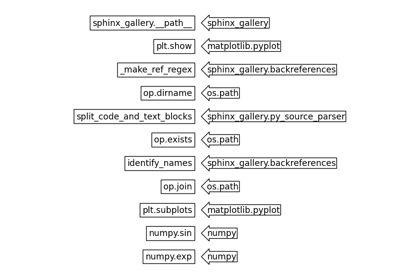 sphinx_gallery.__path__ sphinx_gallery
plt.show matplotlib.pyplot
_make_ref_regex sphinx_gallery.backreferences
op.dirname os.path
split_code_and_text_blocks sphinx_gallery.py_source_parser
op.exists os.path
identify_names sphinx_gallery.backreferences
op.join os.path
plt.subplots matplotlib.pyplot
numpy.sin numpy
numpy.exp numpy